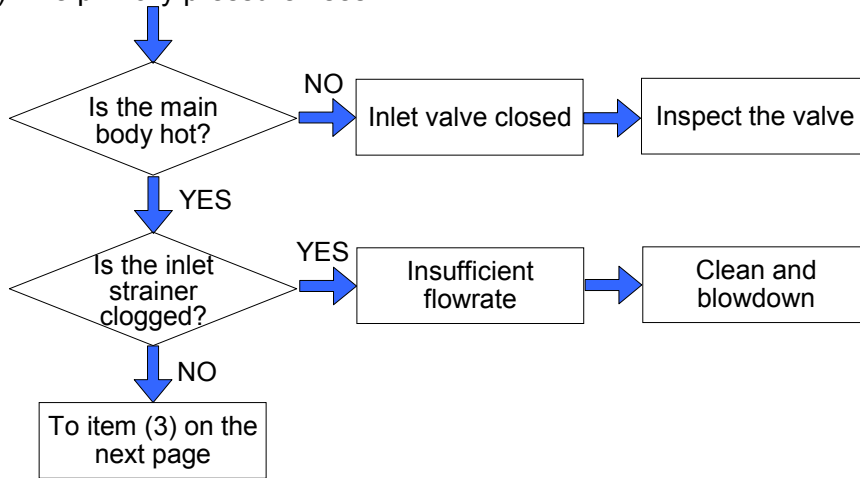 Is the main
body hot?
NO
Inlet valve closed
Inspect the valve
YES
Is the inlet
strainer
clogged?
YES
Insufficient
flowrate
Clean and
blowdown
NO
To item (3) on the
next page